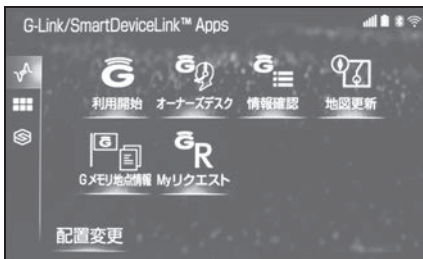 G-Link/SmartDeviceLink™ Apps
利用開始 オーナーズデスク 情報確認 地図更新
Gメモリ地点情報 Myリクエスト
配置変更